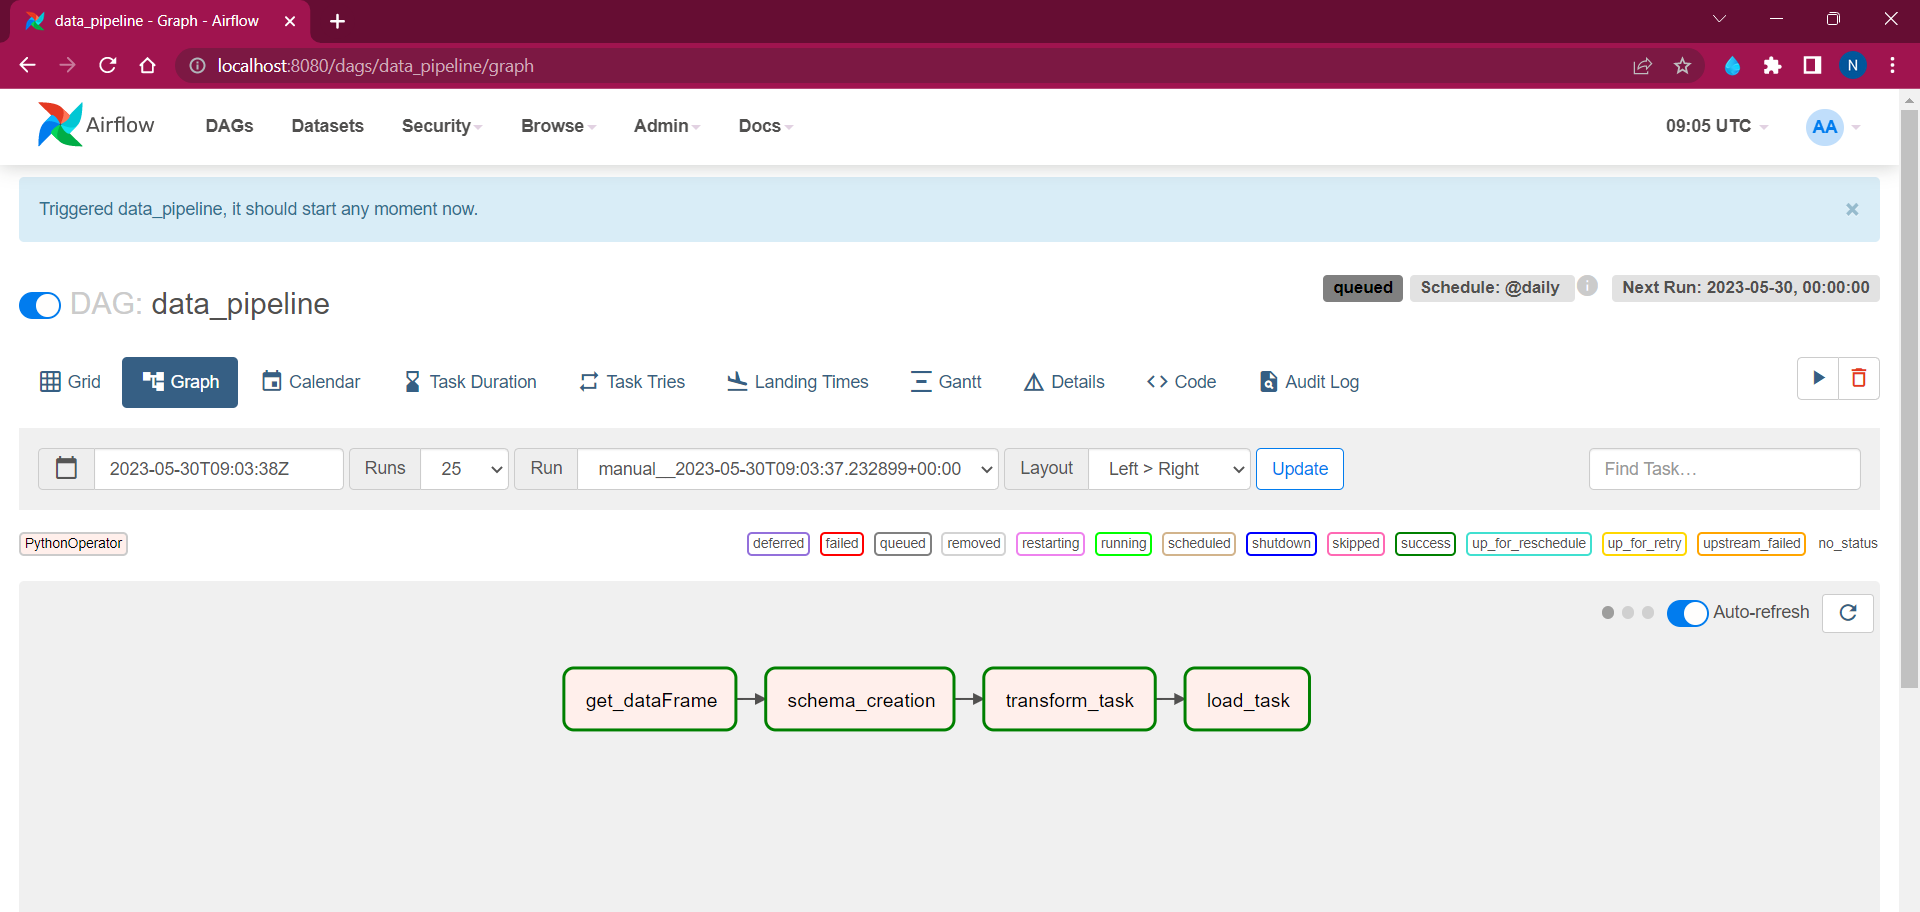 data_pipeline - Graph - Airflow
localhost:8080/dags/data_pipeline/graph
N
Airflow DAGs Datasets Security Browse Admin Docs 09:05 UTC AA
Triggered data_pipeline, it should start any moment now. ×
DAG: data_pipeline
queued Schedule: @daily i Next Run: 2023-05-30, 00:00:00
Grid Graph Calendar Task Duration Task Tries Landing Times Gantt Details Code Audit Log
2023-05-30T09:03:38Z Runs 25 Run manual__2023-05-30T09:03:37.232899+00:00 Layout Left > Right Update Find Task…
PythonOperator deferred failed queued removed restarting running scheduled shutdown skipped success up_for_reschedule up_for_retry upstream_failed no_status
Auto-refresh
get_dataFrame schema_creation transform_task load_task